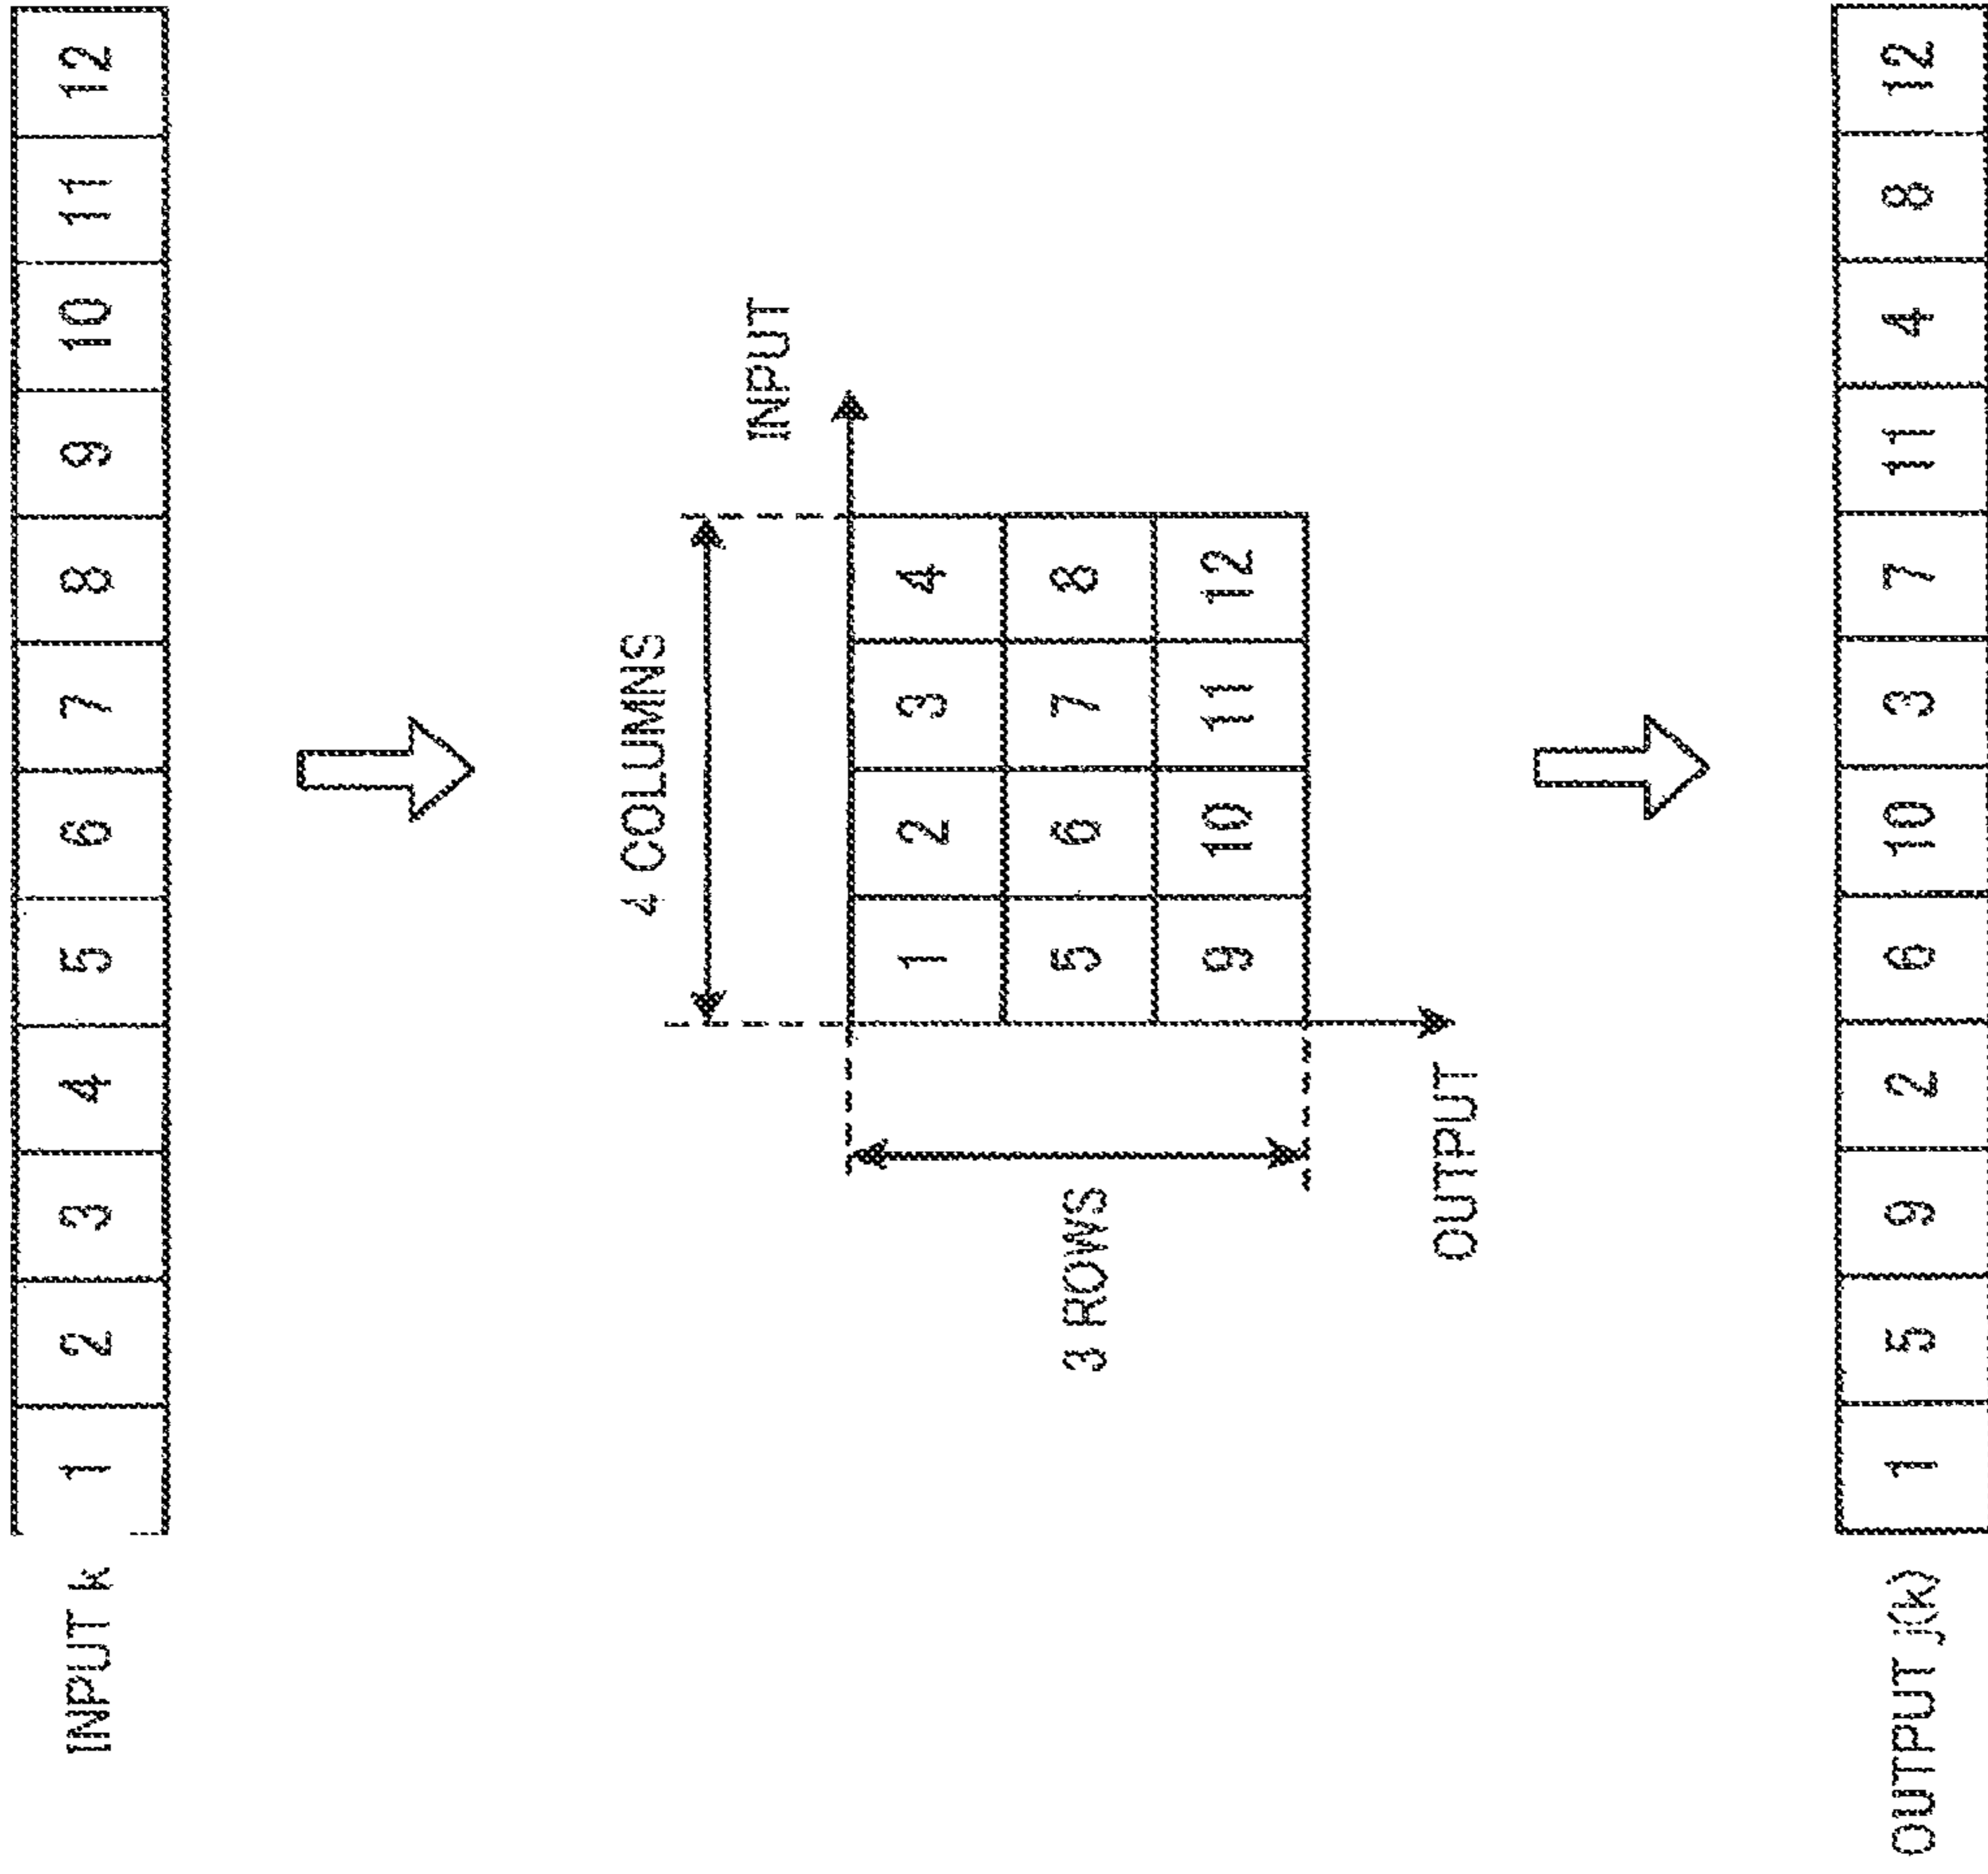 INPUT k 1 2 3 4 5 6 7 8 9 10 11 12
4 COLUMNS
INPUT
1 2 3 4
3 ROWS
5 6 7 8
9 10 11 12
OUTPUT
OUTPUT j(k) 1 5 9 2 6 10 3 7 11 4 8 12